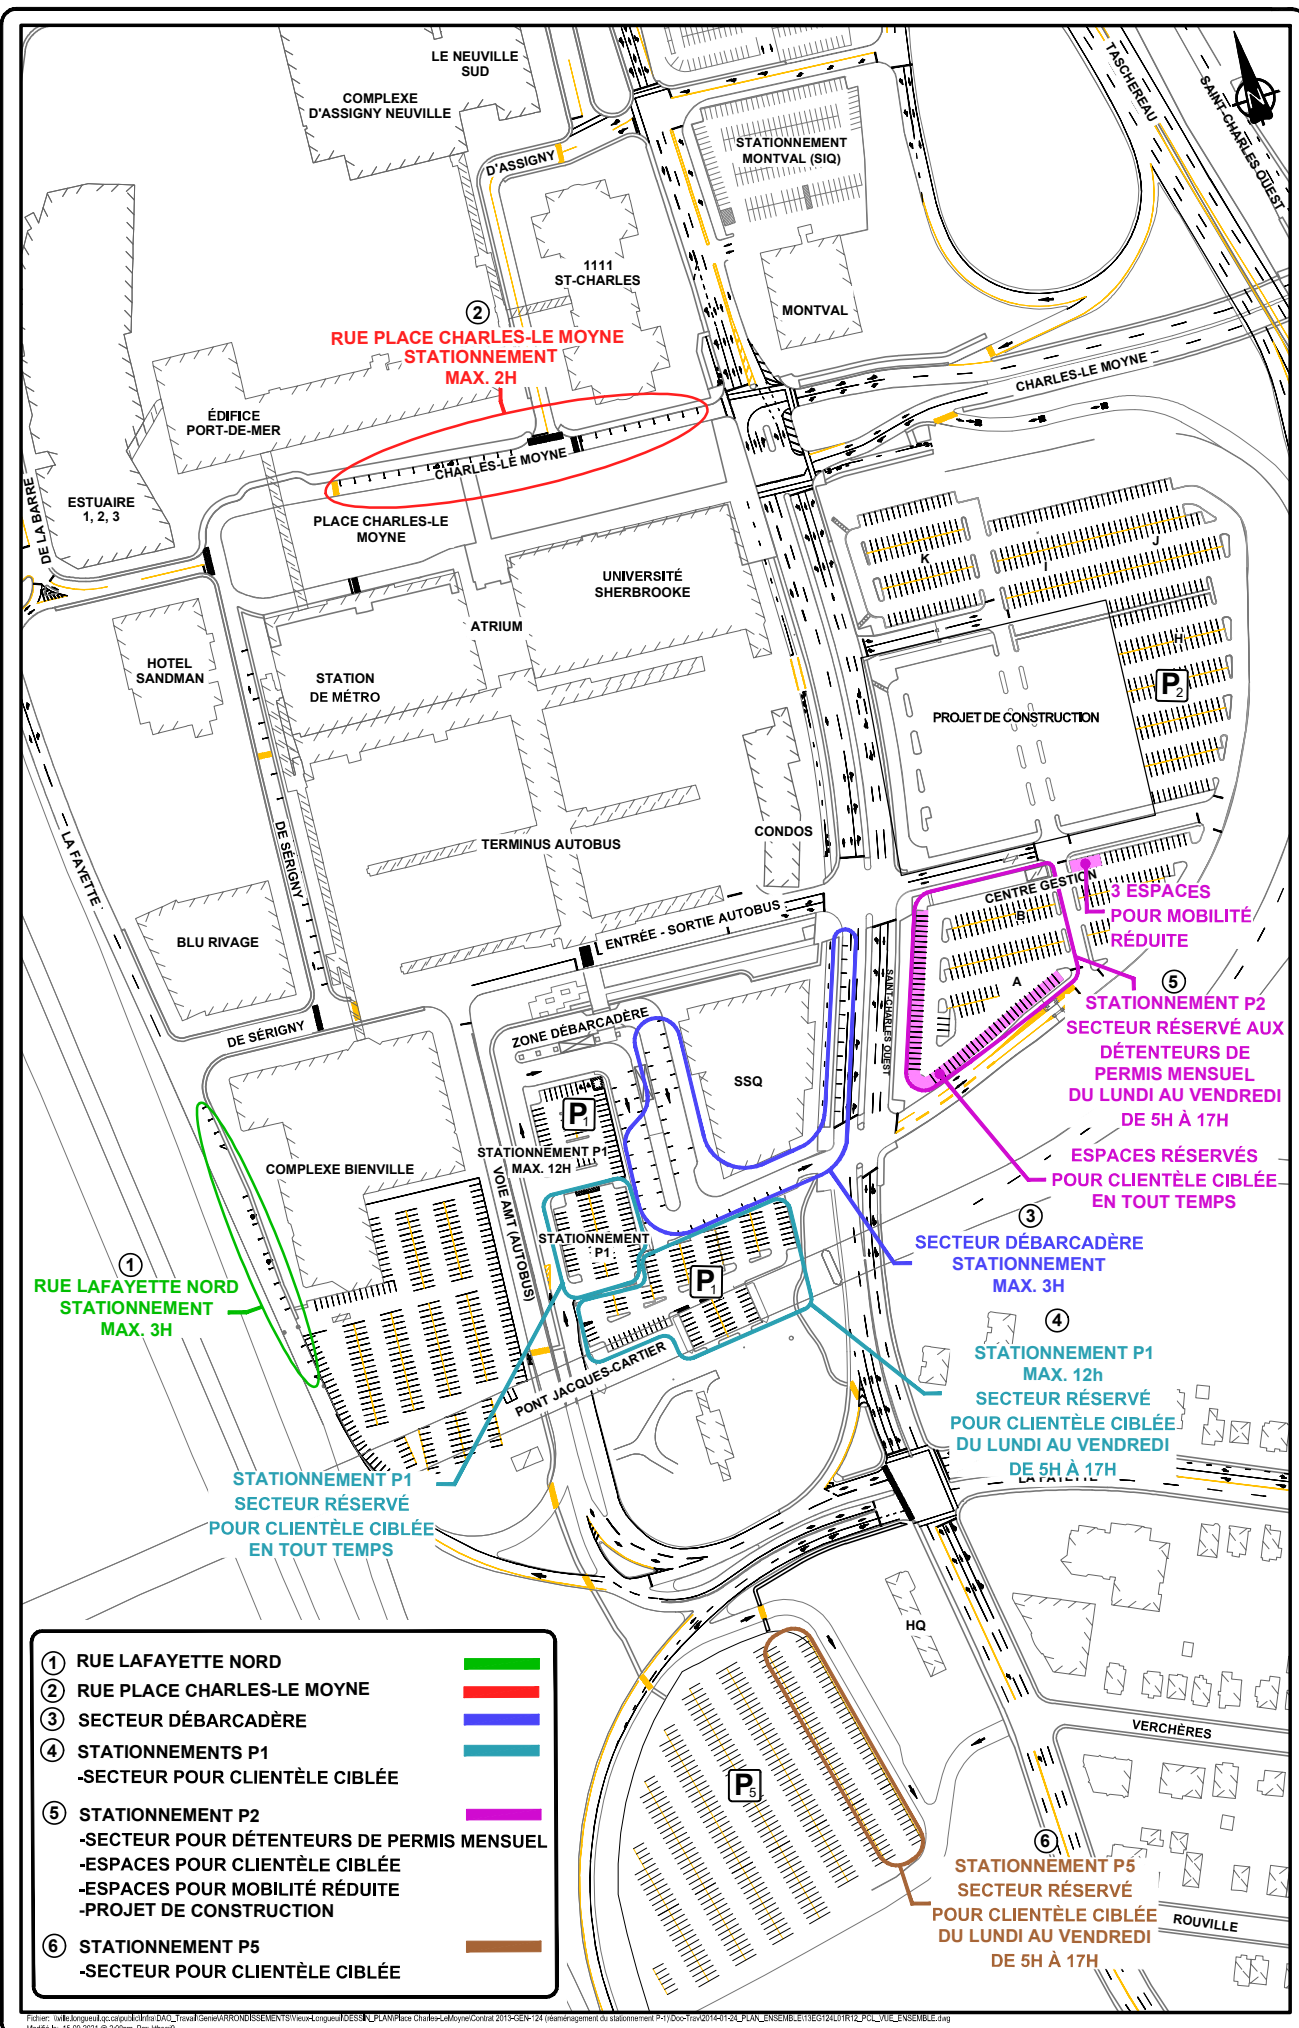 LE NEUVILLE
SUD
COMPLEXE
D'ASSIGNY NEUVILLE
D'ASSIGNY
STATIONNEMENT
MONTVAL (SIQ)
TASCHEREAU
SAINT-CHARLES OUEST
N
1111
ST-CHARLES
MONTVAL
2
RUE PLACE CHARLES-LE MOYNE
STATIONNEMENT
MAX. 2H
CHARLES-LE MOYNE
ÉDIFICE
PORT-DE-MER
CHARLES-LE MOYNE
ESTUAIRE
1, 2, 3
DE LA BARRE
PLACE CHARLES-LE
MOYNE
UNIVERSITÉ
SHERBROOKE
ATRIUM
K
I
J
H
HOTEL
SANDMAN
STATION
DE MÉTRO
P2
PROJET DE CONSTRUCTION
LA FAYETTE
DE SÉRIGNY
TERMINUS AUTOBUS
CONDOS
CENTRE GESTION
3 ESPACES
POUR MOBILITÉ
RÉDUITE
B
A
BLU RIVAGE
ENTRÉE - SORTIE AUTOBUS
SAINT-CHARLES OUEST
5
STATIONNEMENT P2
SECTEUR RÉSERVÉ AUX
DÉTENTEURS DE
PERMIS MENSUEL
DU LUNDI AU VENDREDI
DE 5H À 17H
DE SÉRIGNY
ZONE DÉBARCADÈRE
SSQ
P1
STATIONNEMENT P1
MAX. 12H
ESPACES RÉSERVÉS
POUR CLIENTÈLE CIBLÉE
EN TOUT TEMPS
COMPLEXE BIENVILLE
VOIE AMT (AUTOBUS)
STATIONNEMENT
P1
P1
3
SECTEUR DÉBARCADÈRE
STATIONNEMENT
MAX. 3H
1
RUE LAFAYETTE NORD
STATIONNEMENT
MAX. 3H
4
STATIONNEMENT P1
MAX. 12h
SECTEUR RÉSERVÉ
POUR CLIENTÈLE CIBLÉE
DU LUNDI AU VENDREDI
DE 5H À 17H
PONT JACQUES-CARTIER
STATIONNEMENT P1
SECTEUR RÉSERVÉ
POUR CLIENTÈLE CIBLÉE
EN TOUT TEMPS
HQ
VERCHÈRES
P5
6
STATIONNEMENT P5
SECTEUR RÉSERVÉ
POUR CLIENTÈLE CIBLÉE
DU LUNDI AU VENDREDI
DE 5H À 17H
ROUVILLE
1 RUE LAFAYETTE NORD
2 RUE PLACE CHARLES-LE MOYNE
3 SECTEUR DÉBARCADÈRE
4 STATIONNEMENTS P1
-SECTEUR POUR CLIENTÈLE CIBLÉE
5 STATIONNEMENT P2
-SECTEUR POUR DÉTENTEURS DE PERMIS MENSUEL
-ESPACES POUR CLIENTÈLE CIBLÉE
-ESPACES POUR MOBILITÉ RÉDUITE
-PROJET DE CONSTRUCTION
6 STATIONNEMENT P5
-SECTEUR POUR CLIENTÈLE CIBLÉE